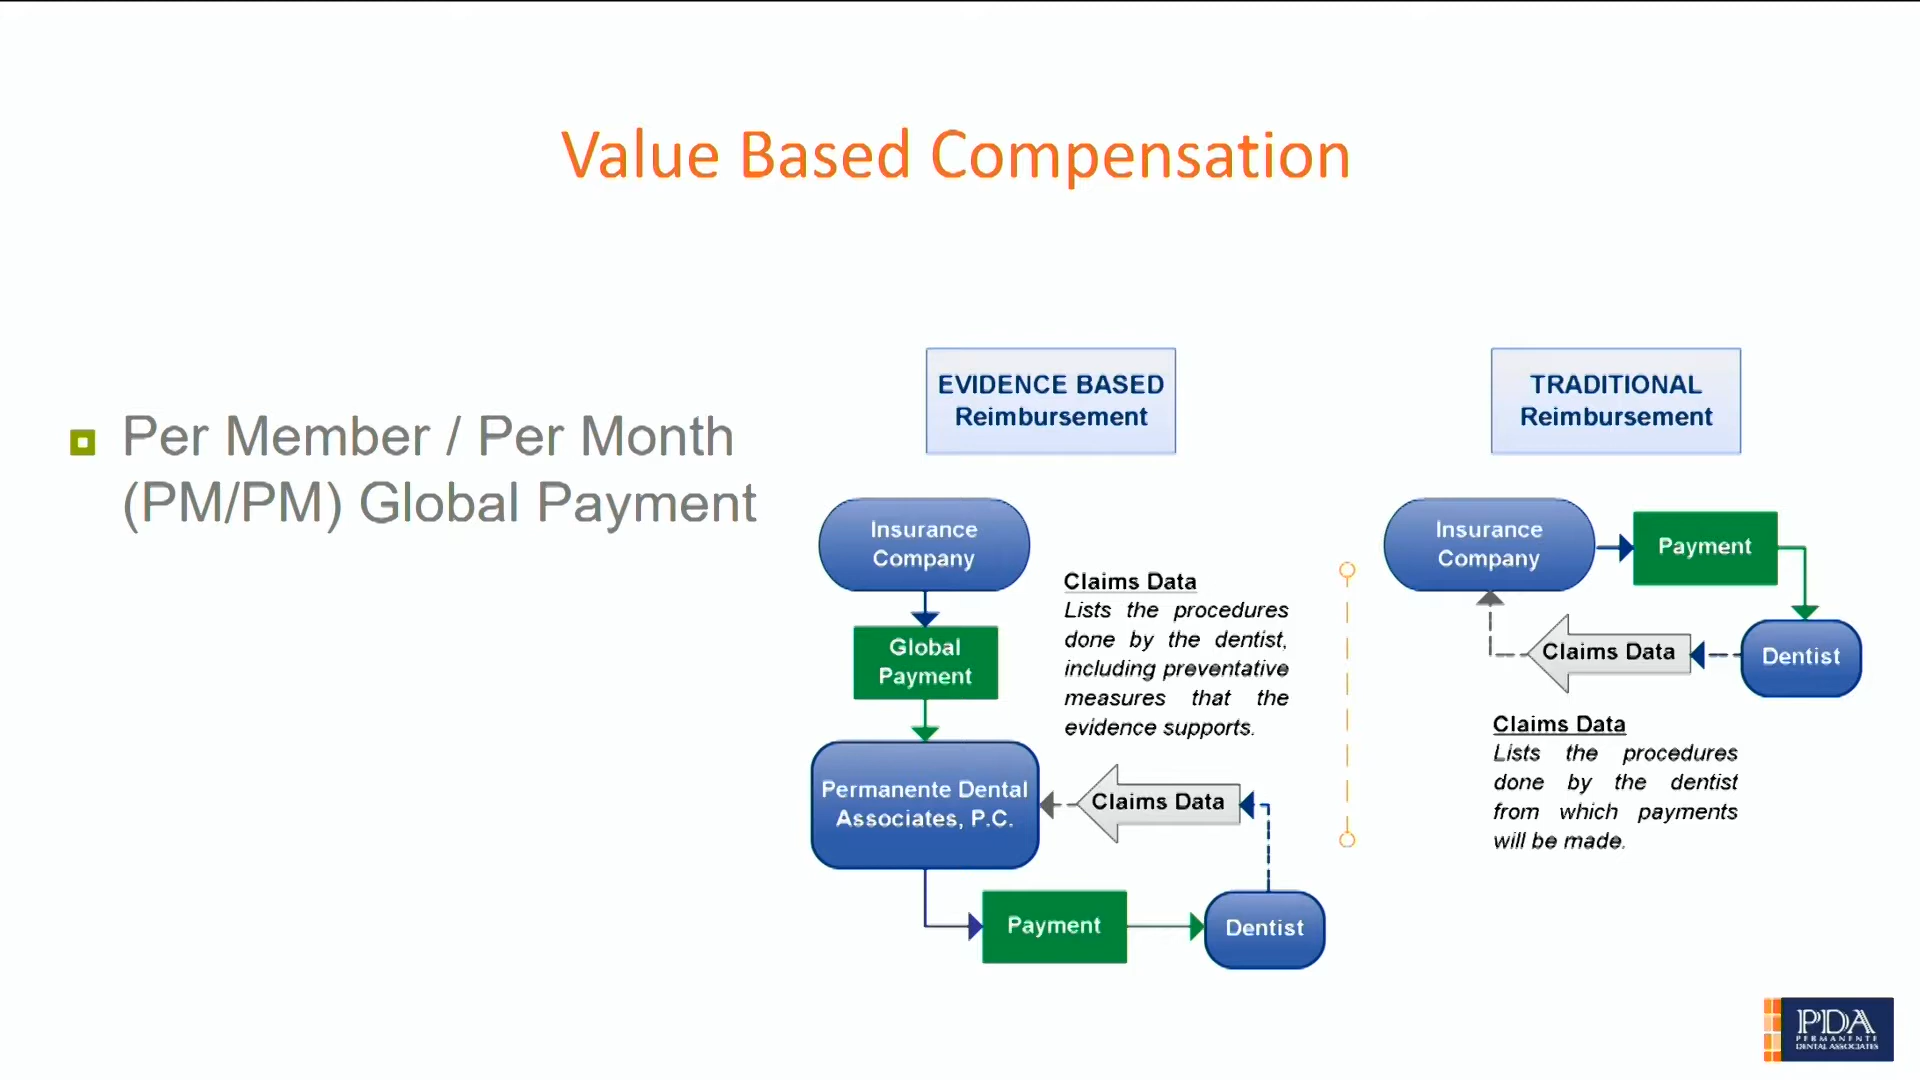 Value Based Compensation
Per Member / Per Month
(PM/PM) Global Payment
EVIDENCE BASED
Reimbursement
Insurance
Company
Global
Payment
Claims Data
Lists the procedures
done by the dentist,
including preventative
measures that the
evidence supports.
Permanente Dental
Associates, P.C.
Claims Data
Payment
Dentist
TRADITIONAL
Reimbursement
Insurance
Company
Payment
Claims Data
Dentist
Claims Data
Lists the procedures
done by the dentist
from which payments
will be made.
PDA
PERMANENTE
DENTAL ASSOCIATES